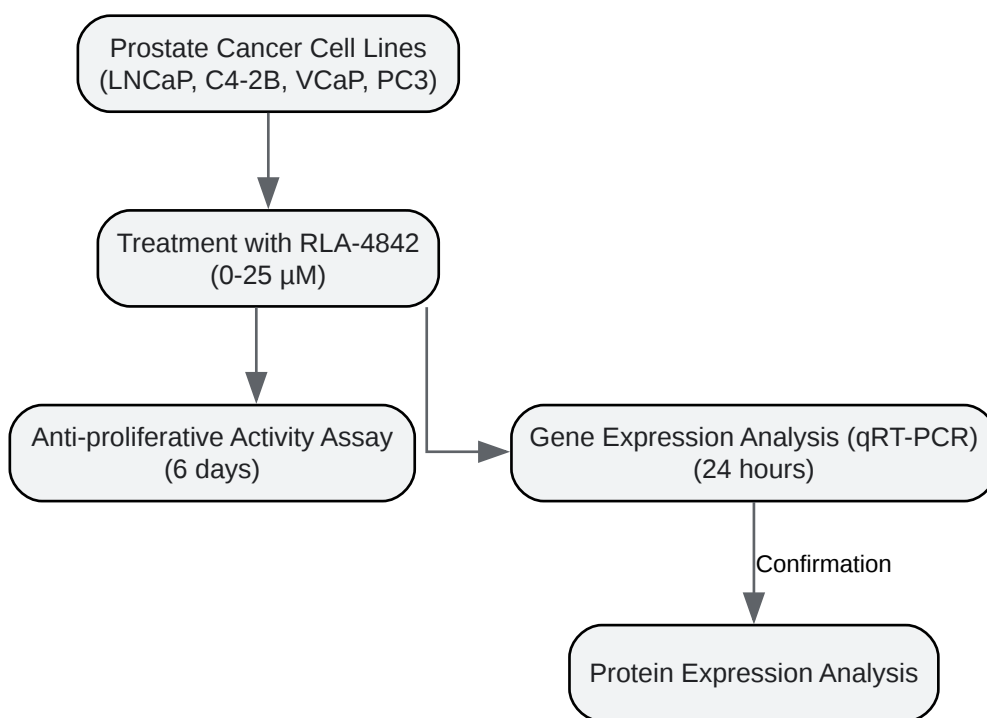 Prostate Cancer Cell Lines
(LNCaP, C4-2B, VCaP, PC3)
Treatment with RLA-4842
(0-25 µM)
Anti-proliferative Activity Assay
(6 days)
Gene Expression Analysis (qRT-PCR)
(24 hours)
Confirmation
Protein Expression Analysis